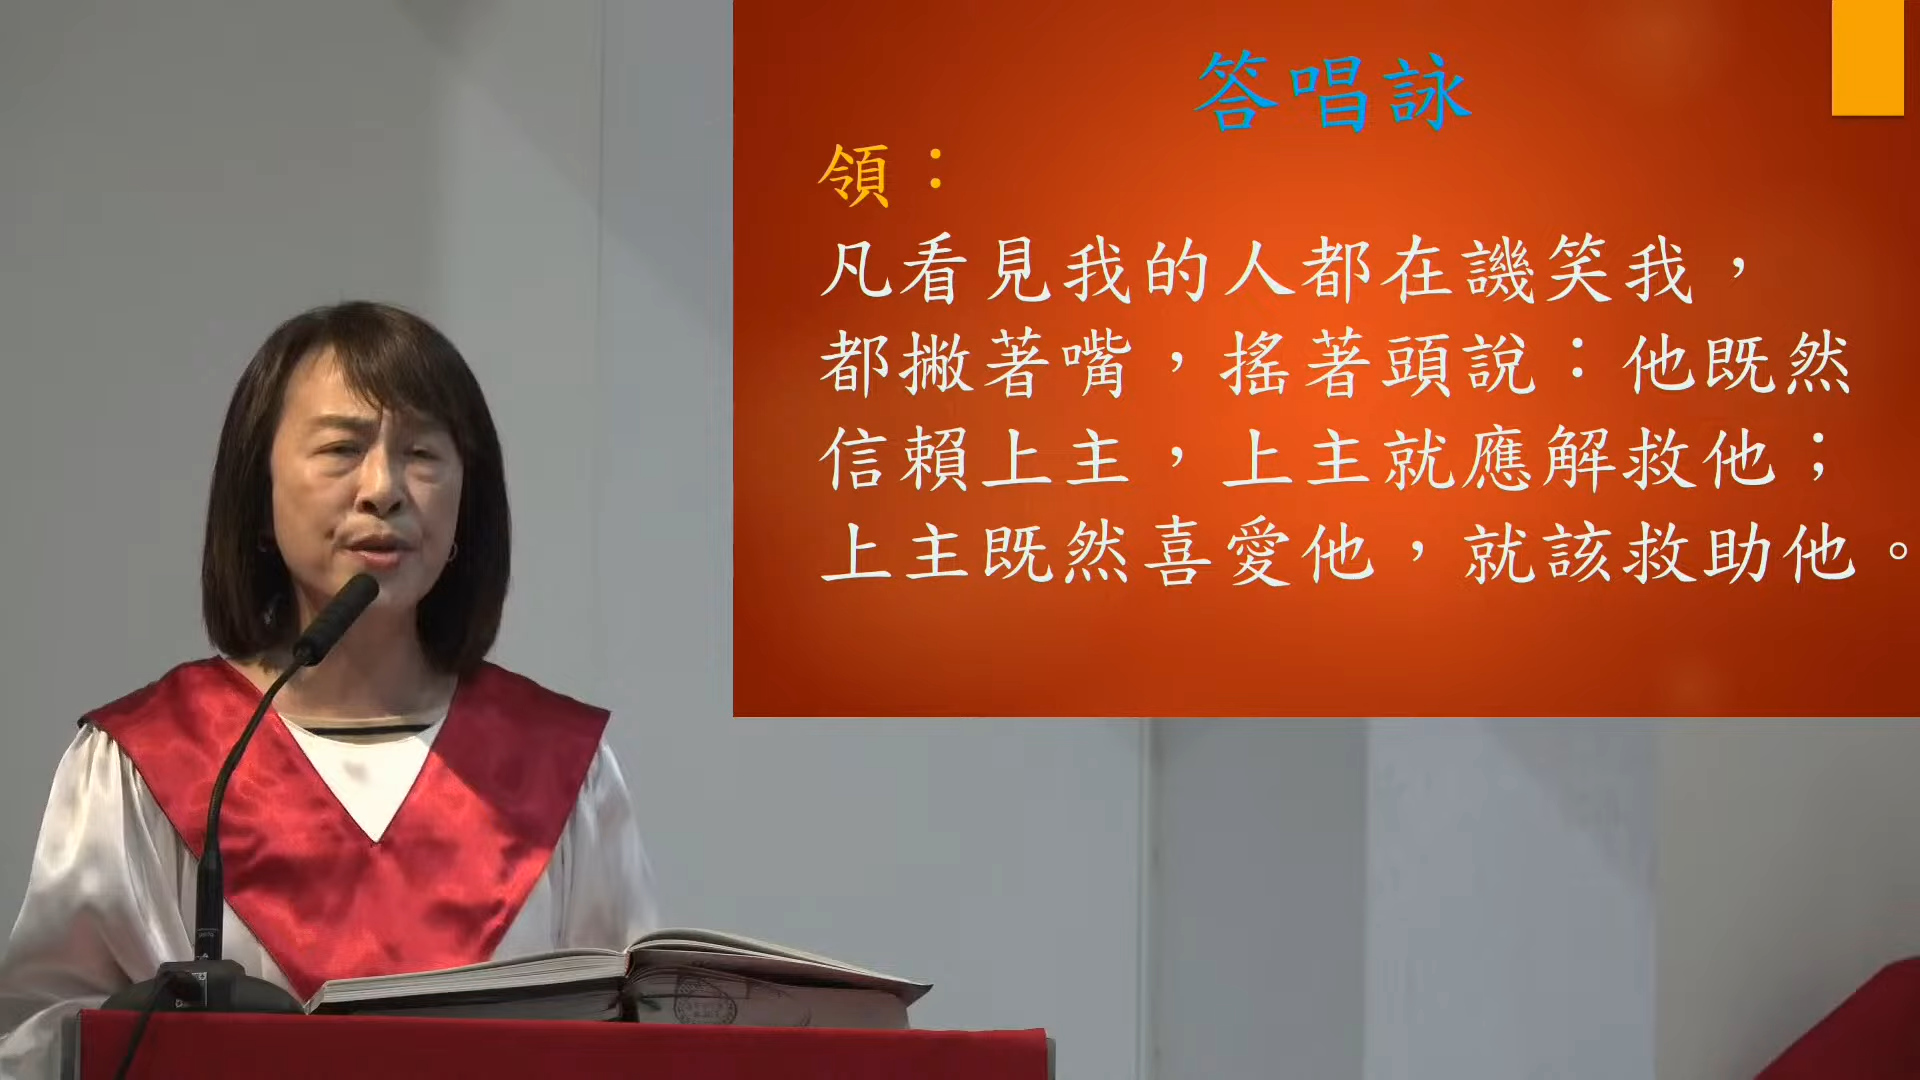 答唱詠
領：
凡看見我的人都在譏笑我，
都撇著嘴，搖著頭說：他既然
信賴上主，上主就應解救他；
上主既然喜愛他，就該救助他。